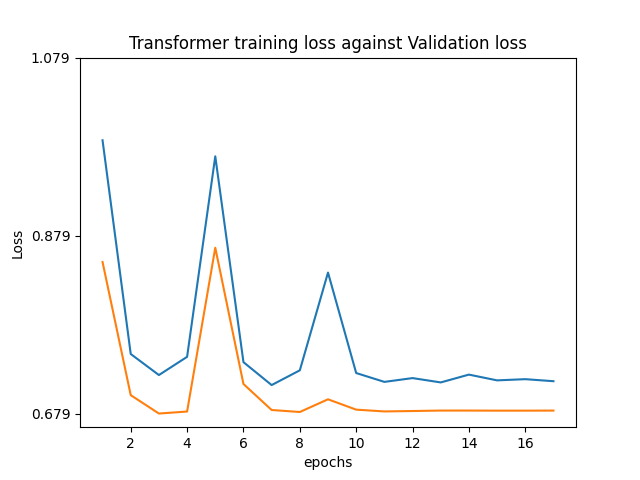 Transformer training loss against Validation loss
1.079
0.879
0.679
Loss
2 4 6 8 10 12 14 16
epochs